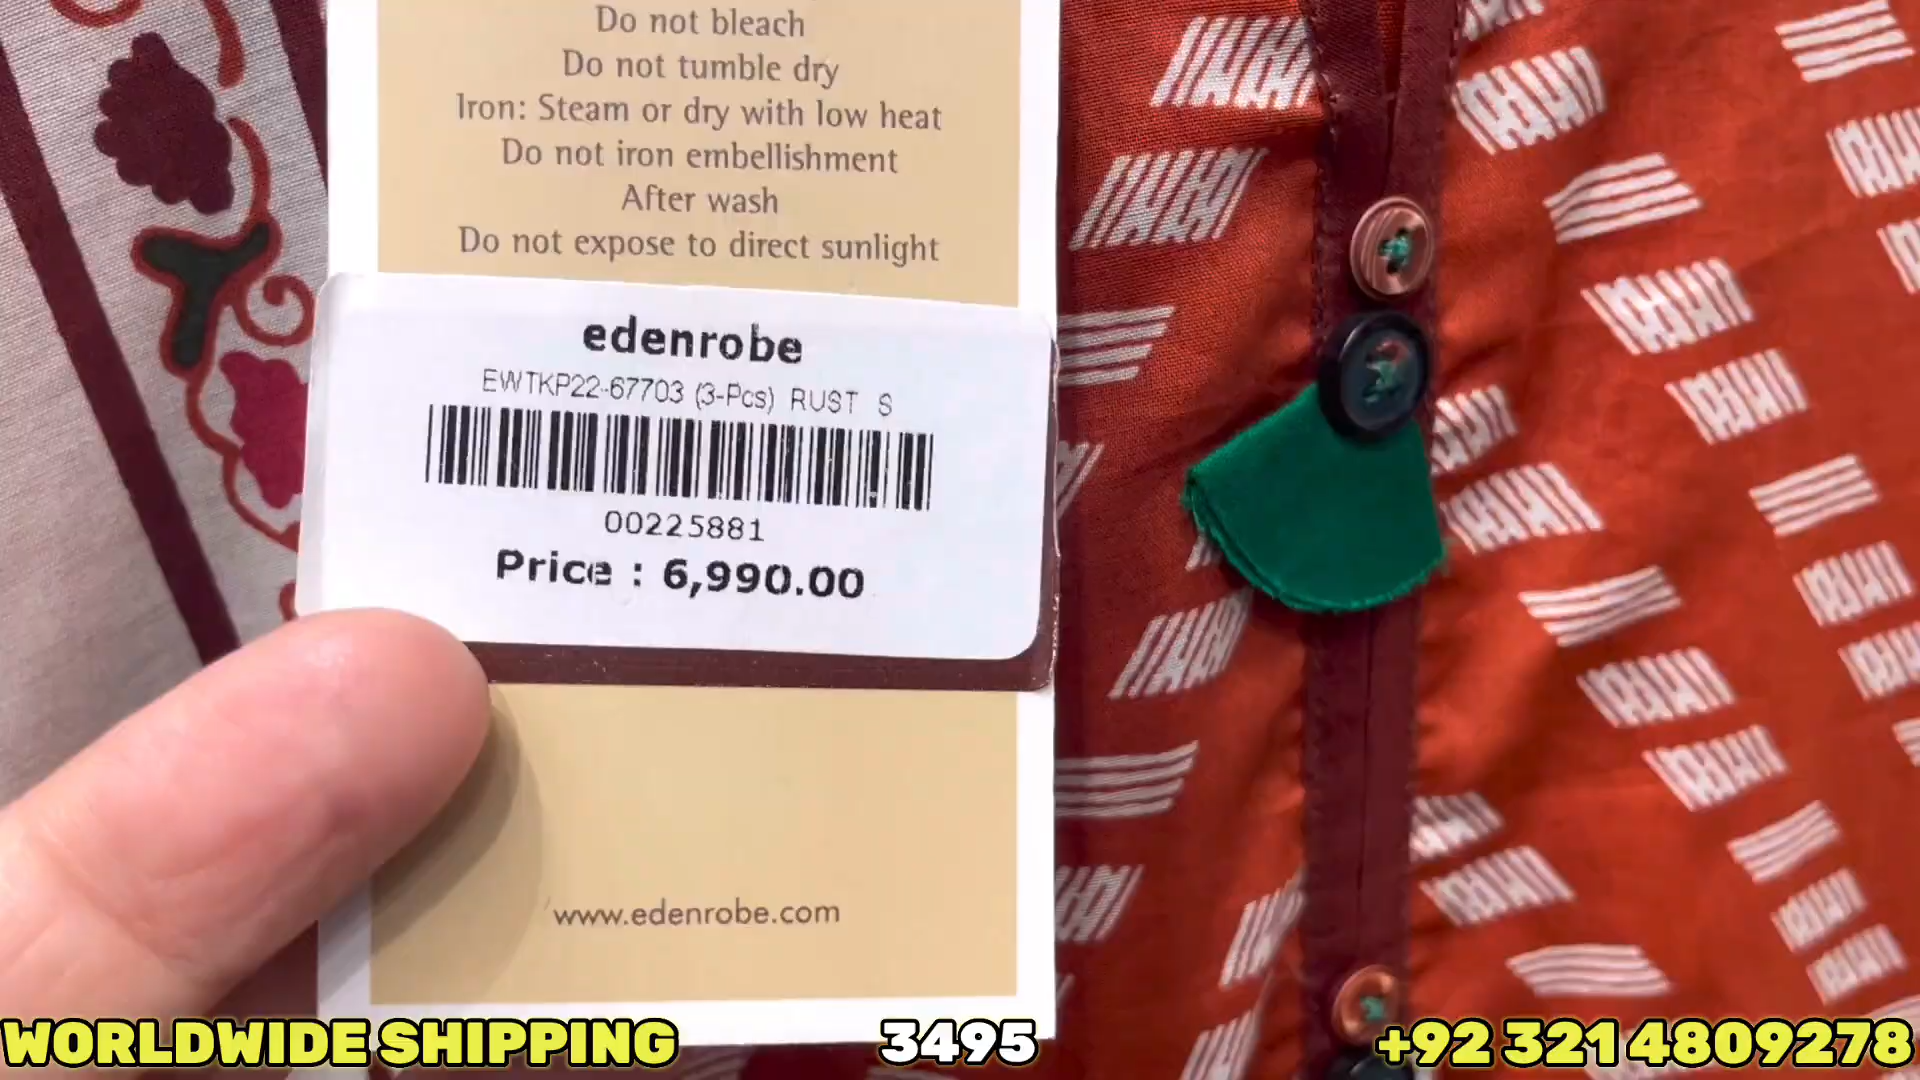 Do not bleach
Do not tumble dry
Iron: Steam or dry with low heat
Do not iron embellishment
After wash
Do not expose to direct sunlight
edenrobe
EWTKP22-67703 (3-Pcs) RUST S
00225881
Price : 6,990.00
www.edenrobe.com
WORLDWIDE SHIPPING 3495 +92 321 4809278